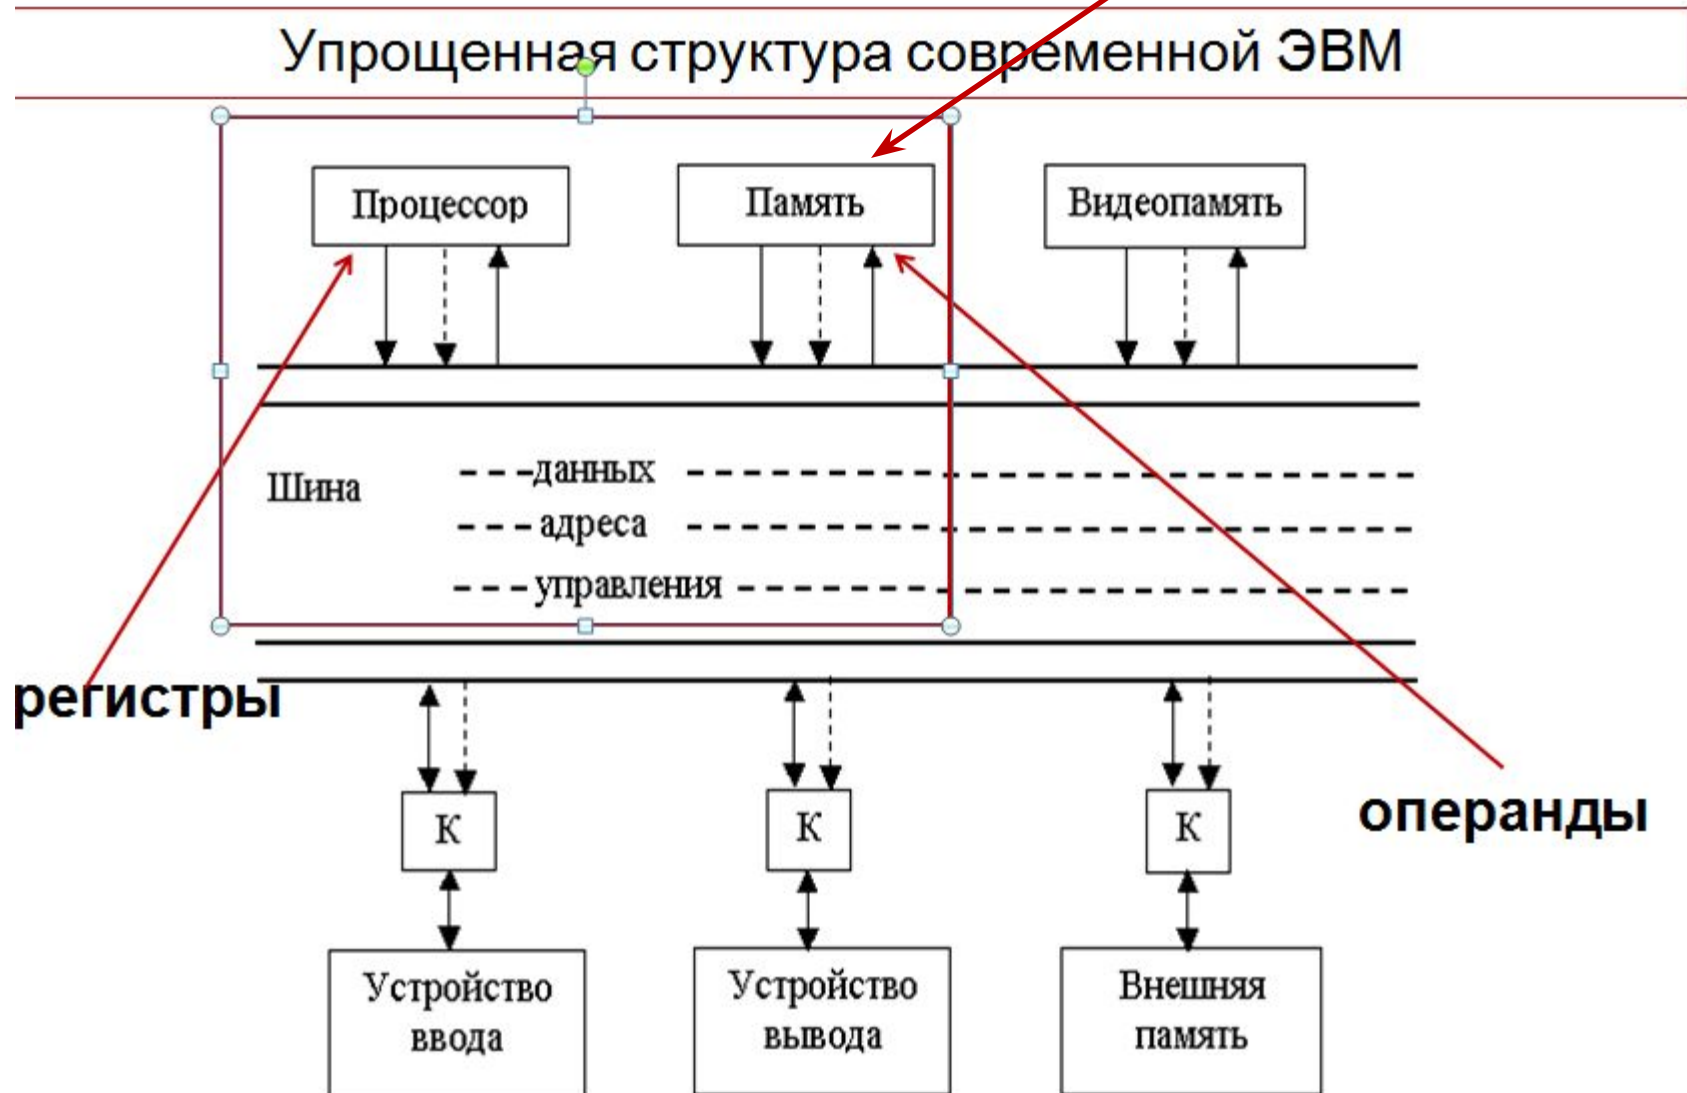 Упрощенная структура современной ЭВМ
Процессор
Память
Видеопамять
Шина
данных
адреса
управления
регистры
операнды
К
К
К
Устройство
ввода
Устройство
вывода
Внешняя
память